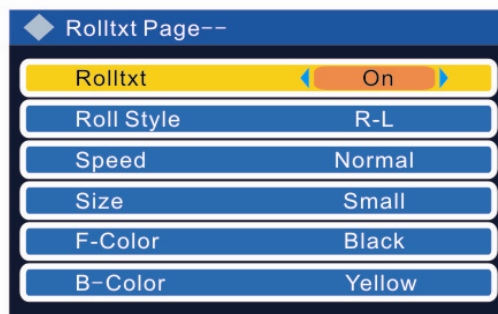 Rolltxt Page--
Rolltxt On
Roll Style R-L
Speed Normal
Size Small
F-Color Black
B-Color Yellow